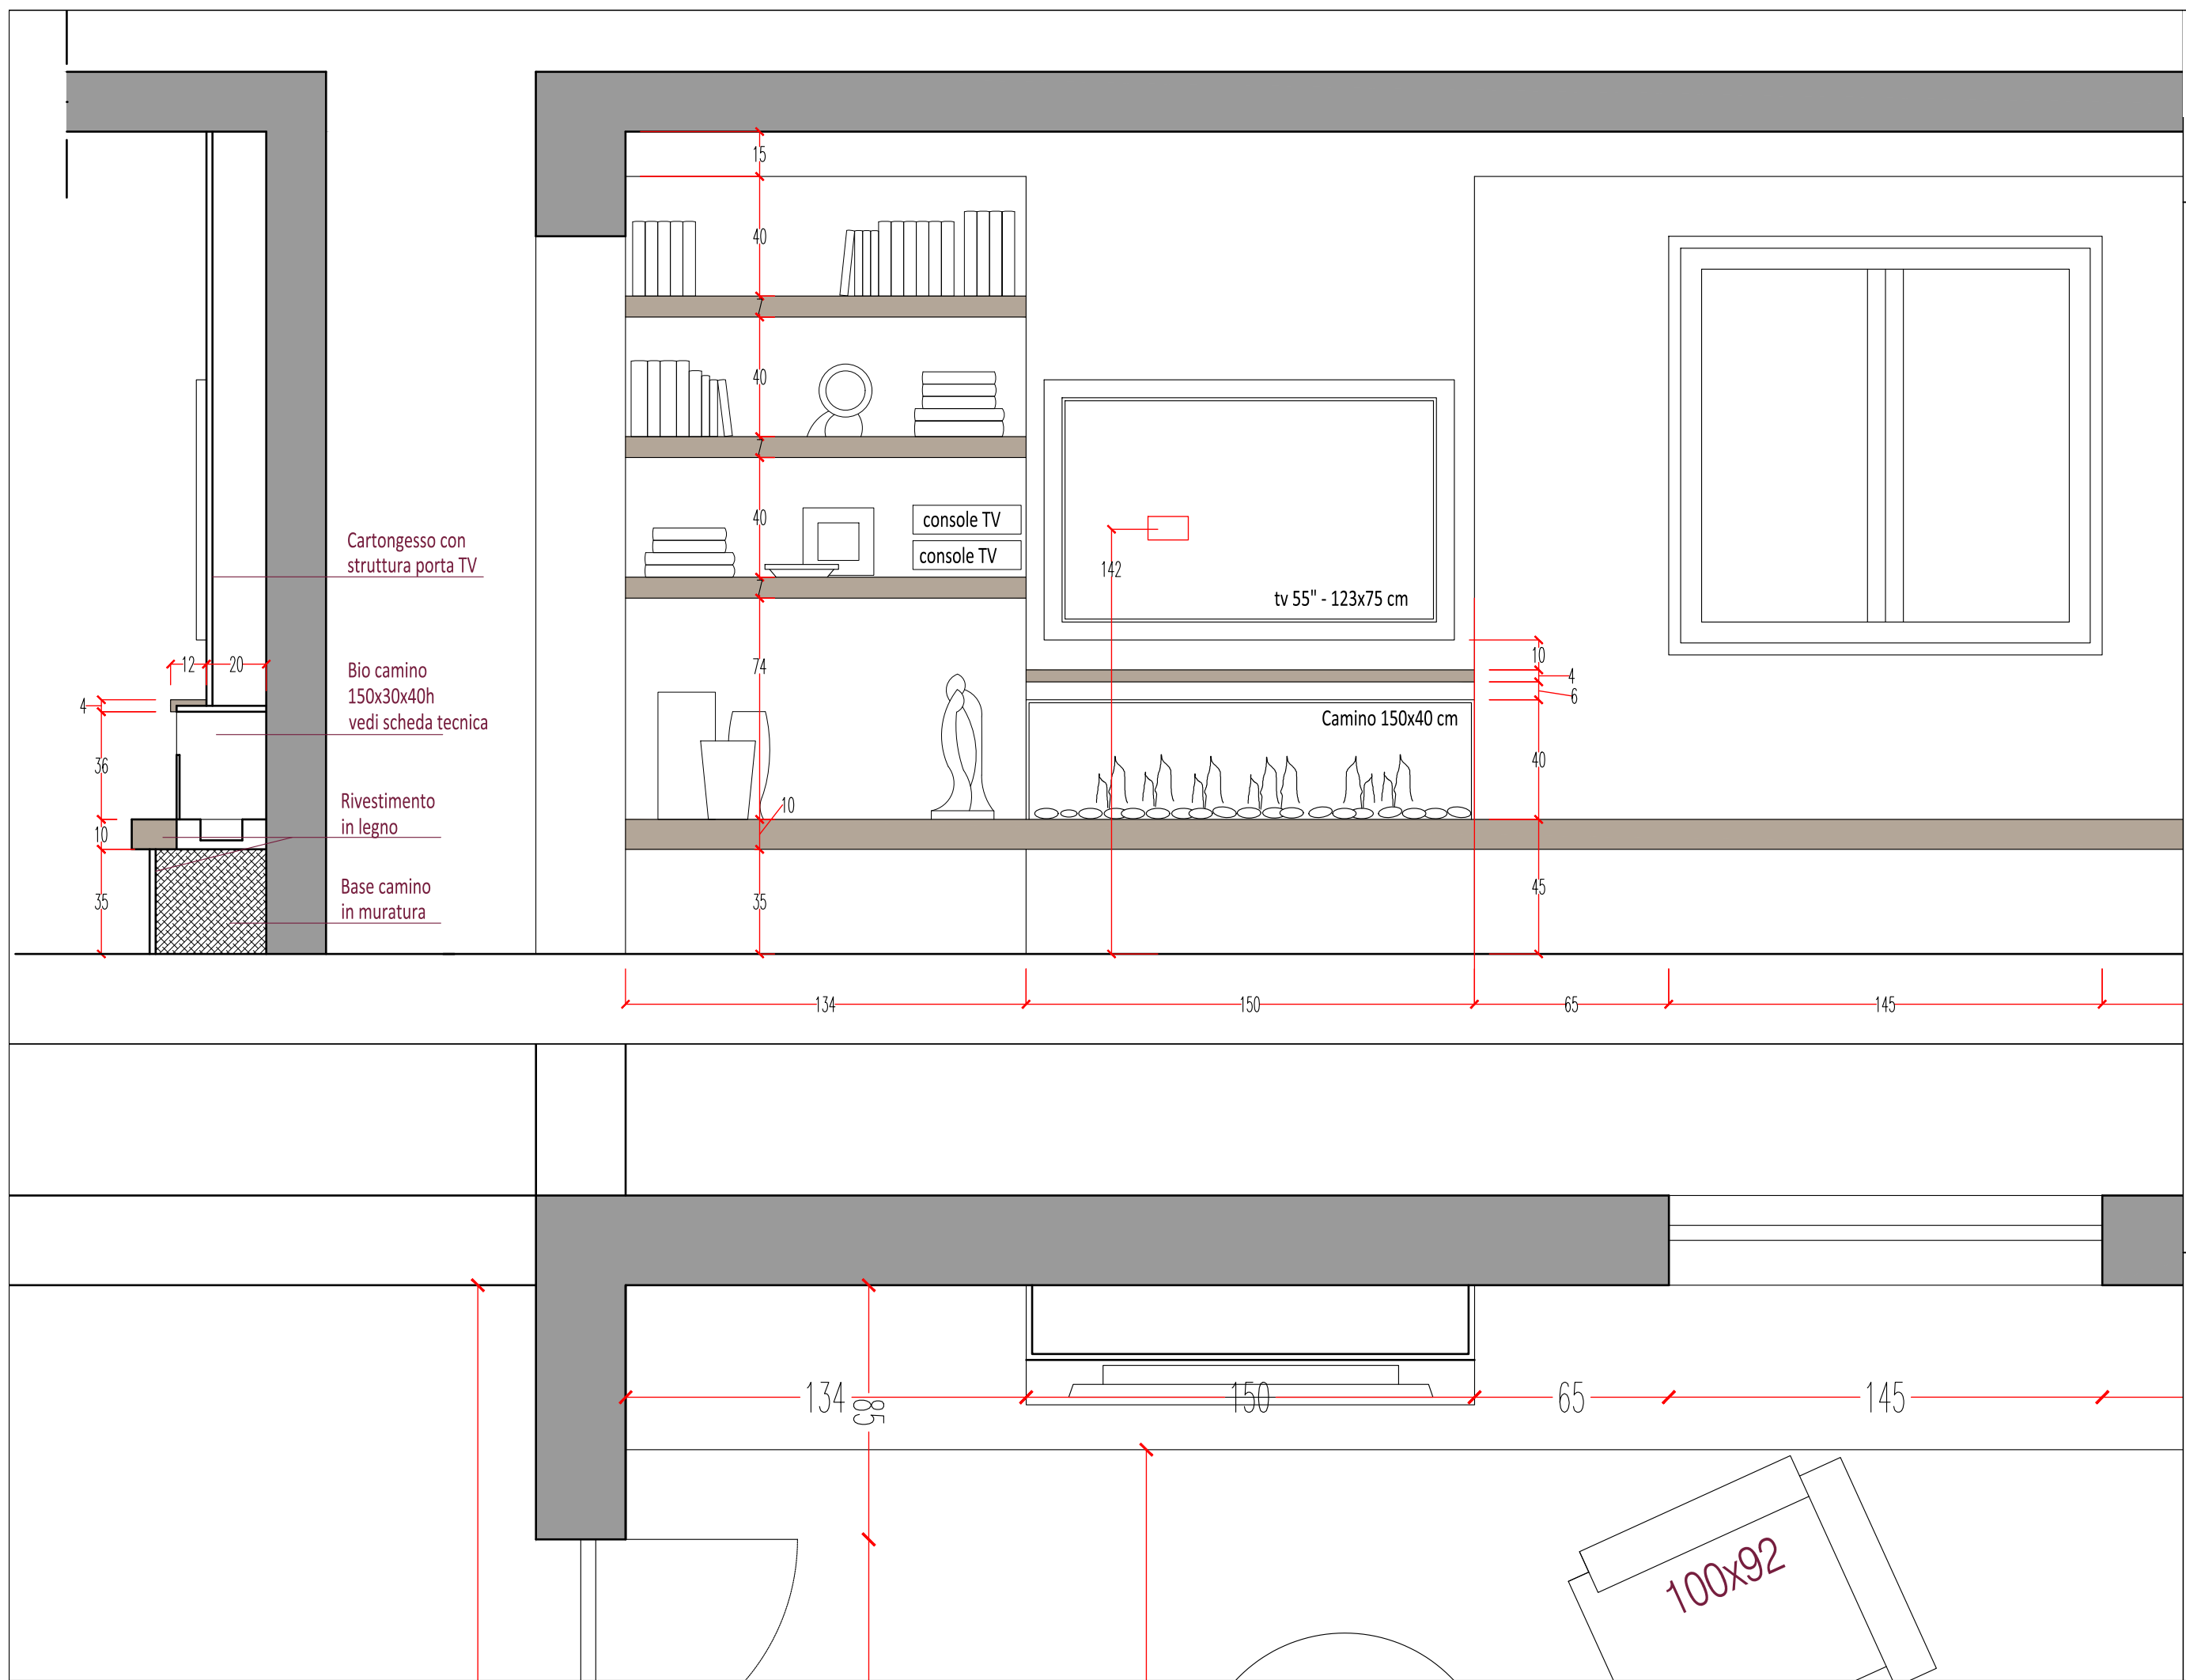 15
40
40
Cartongesso con
struttura porta TV
40
console TV
console TV
142
tv 55" - 123x75 cm
12
20
Bio camino
150x30x40h
vedi scheda tecnica
74
10
4
6
4
Camino 150x40 cm
36
40
Rivestimento
in legno
10
10
Base camino
in muratura
35
35
45
134
150
65
145
134
85
150
65
145
100x92